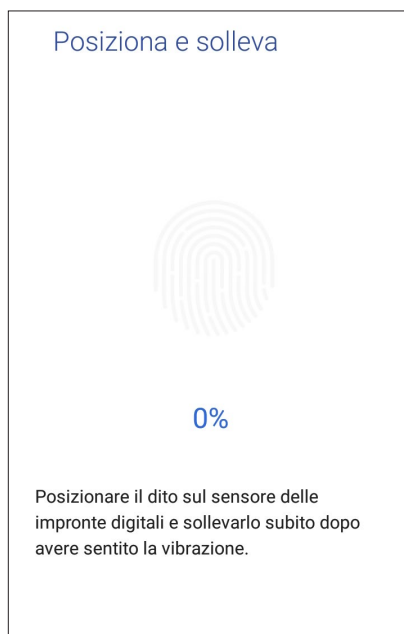 Posiziona e solleva
0%
Posizionare il dito sul sensore delle
impronte digitali e sollevarlo subito dopo
avere sentito la vibrazione.